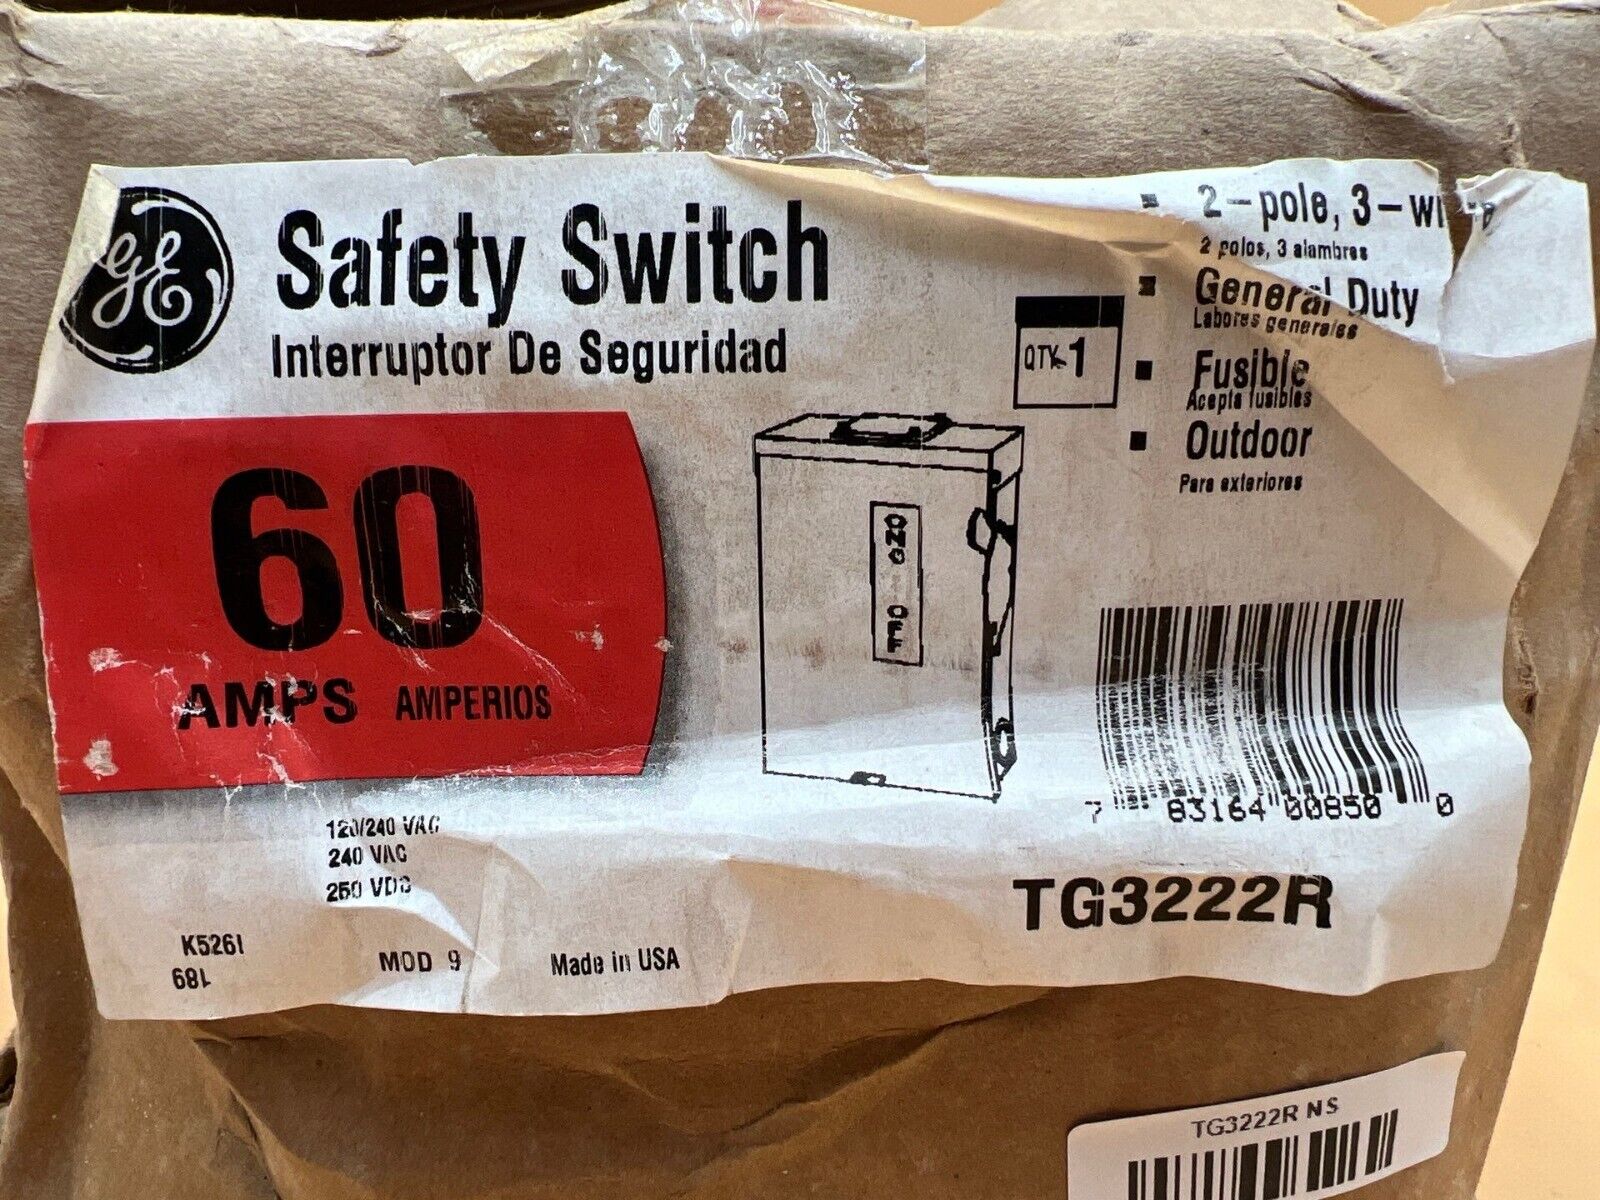 GE
Safety Switch
Interruptor De Seguridad
60
AMPS AMPERIOS
QTY-1
2-pole, 3-wire
2 polos, 3 alambres
General Duty
Labores generales
Fusible
Acepta fusibles
Outdoor
Para exteriores
ON
OFF
7 83164 00850 0
120/240 VAC
240 VAC
250 VDC
TG3222R
K526I
68L
MOD 9
Made in USA
TG3222R NS